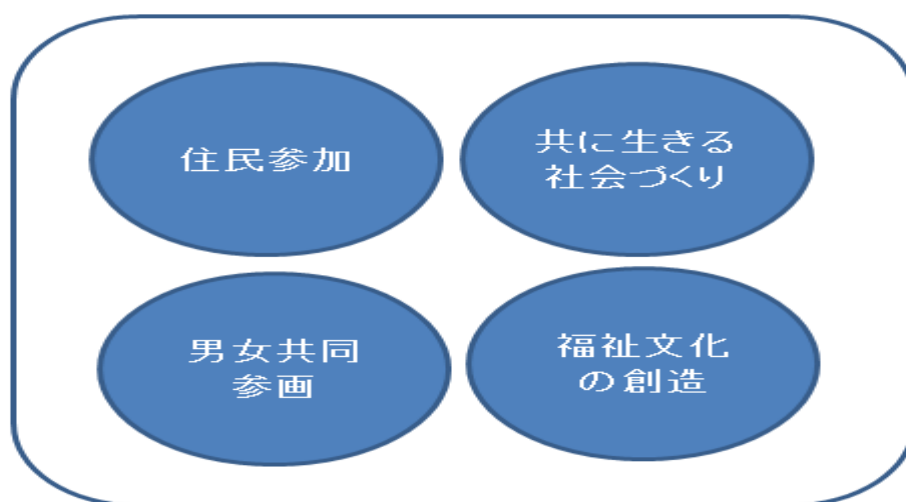 住民参加
共に生きる
社会づくり
男女共同
参画
福祉文化
の創造